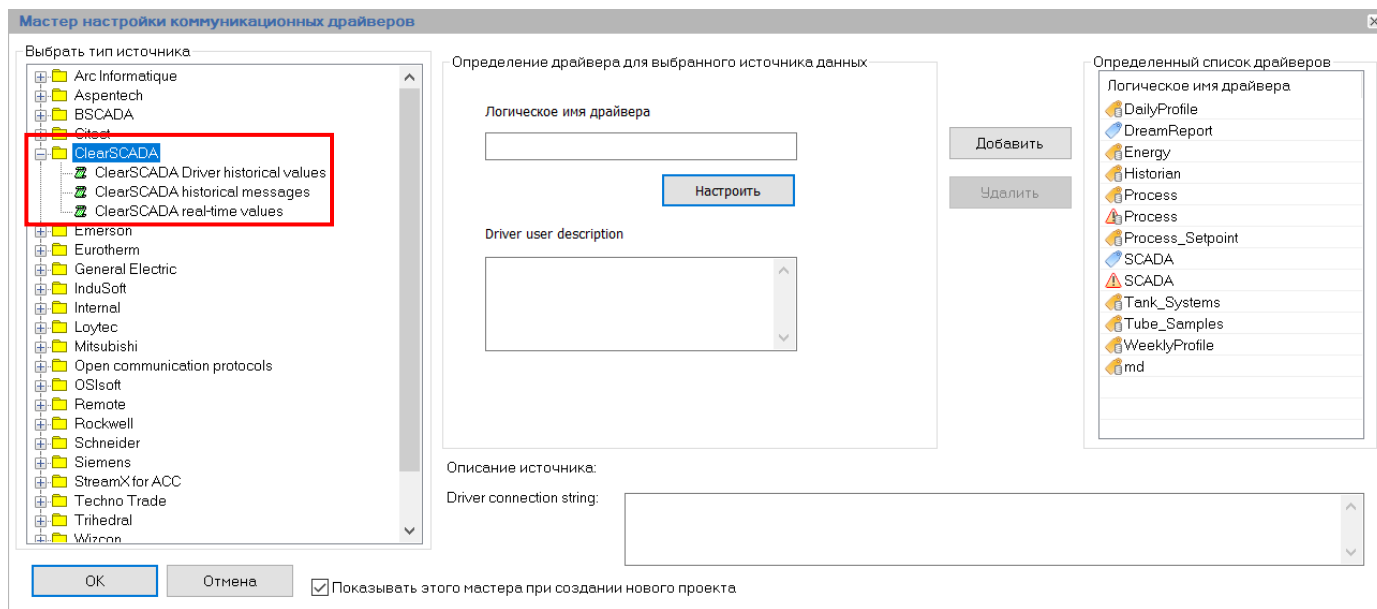 Мастер настройки коммуникационных драйверов
Выбрать тип источника
Arc Informatique
Aspentech
BSCADA
Citect
ClearSCADA
ClearSCADA Driver historical values
ClearSCADA historical messages
ClearSCADA real-time values
Emerson
Eurotherm
General Electric
InduSoft
Internal
Loytec
Mitsubishi
Open communication protocols
OSIsoft
Remote
Rockwell
Schneider
Siemens
StreamX for ACC
Techno Trade
Trihedral
Wizcon
Определение драйвера для выбранного источника данных
Логическое имя драйвера
Настроить
Driver user description
Добавить
Удалить
Определенный список драйверов
Логическое имя драйвера
DailyProfile
DreamReport
Energy
Historian
Process
Process
Process_Setpoint
SCADA
SCADA
Tank_Systems
Tube_Samples
WeeklyProfile
md
Описание источника:
Driver connection string:
OK
Отмена
Показывать этого мастера при создании нового проекта